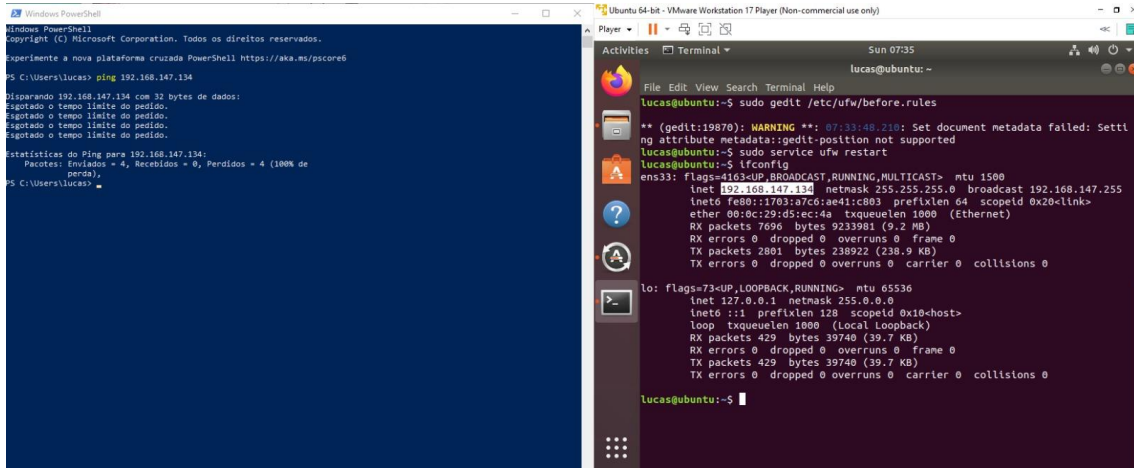 Windows PowerShell
Windows PowerShell
Copyright (C) Microsoft Corporation. Todos os direitos reservados.
Experimente a nova plataforma cruzada PowerShell https://aka.ms/pscore6
PS C:\Users\lucas> ping 192.168.147.134
Disparando 192.168.147.134 com 32 bytes de dados:
Esgotado o tempo limite do pedido.
Esgotado o tempo limite do pedido.
Esgotado o tempo limite do pedido.
Esgotado o tempo limite do pedido.
Estatísticas do Ping para 192.168.147.134:
Pacotes: Enviados = 4, Recebidos = 0, Perdidos = 4 (100% de
perda),
PS C:\Users\lucas>
Ubuntu 64-bit - VMware Workstation 17 Player (Non-commercial use only)
Player
Activities Terminal Sun 07:35
lucas@ubuntu: ~
File Edit View Search Terminal Help
lucas@ubuntu:~$ sudo gedit /etc/ufw/before.rules
** (gedit:19870): WARNING **: 07:33:48.210: Set document metadata failed: Setti
ng attribute metadata::gedit-position not supported
lucas@ubuntu:~$ sudo service ufw restart
lucas@ubuntu:~$ ifconfig
ens33: flags=4163<UP,BROADCAST,RUNNING,MULTICAST> mtu 1500
inet 192.168.147.134 netmask 255.255.255.0 broadcast 192.168.147.255
inet6 fe80::1703:a7c6:ae41:c803 prefixlen 64 scopeid 0x20<link>
ether 00:0c:29:d5:ec:4a txqueuelen 1000 (Ethernet)
RX packets 7696 bytes 9233981 (9.2 MB)
RX errors 0 dropped 0 overruns 0 frame 0
TX packets 2801 bytes 238922 (238.9 KB)
TX errors 0 dropped 0 overruns 0 carrier 0 collisions 0
lo: flags=73<UP,LOOPBACK,RUNNING> mtu 65536
inet 127.0.0.1 netmask 255.0.0.0
inet6 ::1 prefixlen 128 scopeid 0x10<host>
loop txqueuelen 1000 (Local Loopback)
RX packets 429 bytes 39740 (39.7 KB)
RX errors 0 dropped 0 overruns 0 frame 0
TX packets 429 bytes 39740 (39.7 KB)
TX errors 0 dropped 0 overruns 0 carrier 0 collisions 0
lucas@ubuntu:~$